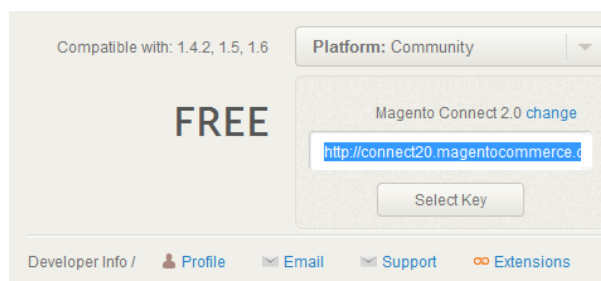 Compatible with: 1.4.2, 1.5, 1.6
Platform: Community
FREE
Magento Connect 2.0 change
http://connect20.magentocommerce.c
Select Key
Developer Info / Profile Email Support Extensions